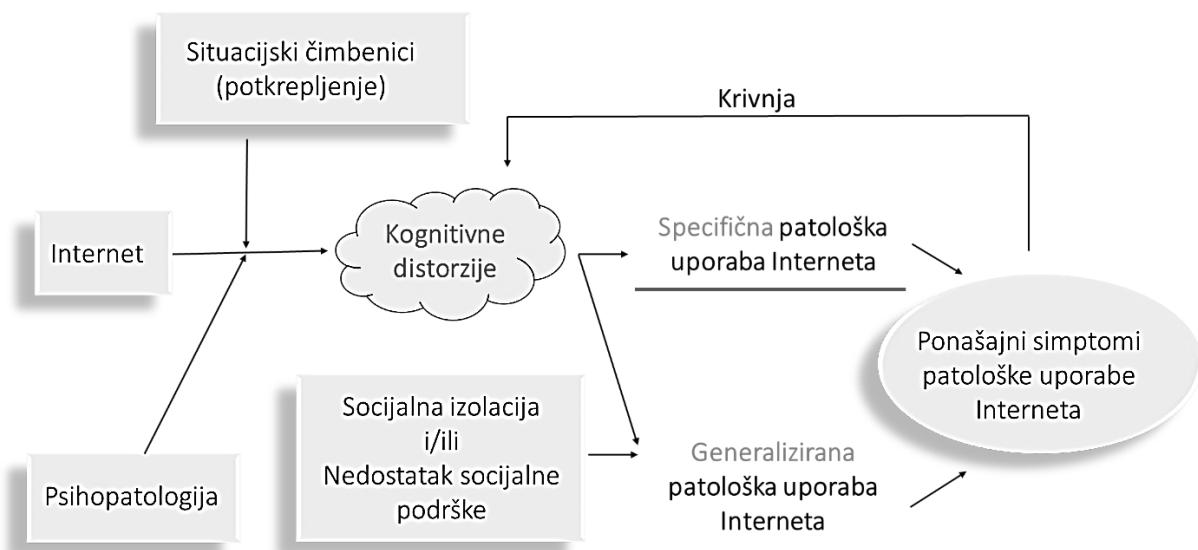 Situacijski čimbenici
(potkrepljenje)
Krivnja
Internet
Kognitivne
distorzije
Specifična patološka
uporaba Interneta
Ponašajni simptomi
patološke uporabe
Interneta
Socijalna izolacija
i/ili
Nedostatak socijalne
podrške
Generalizirana
patološka uporaba
Interneta
Psihopatologija